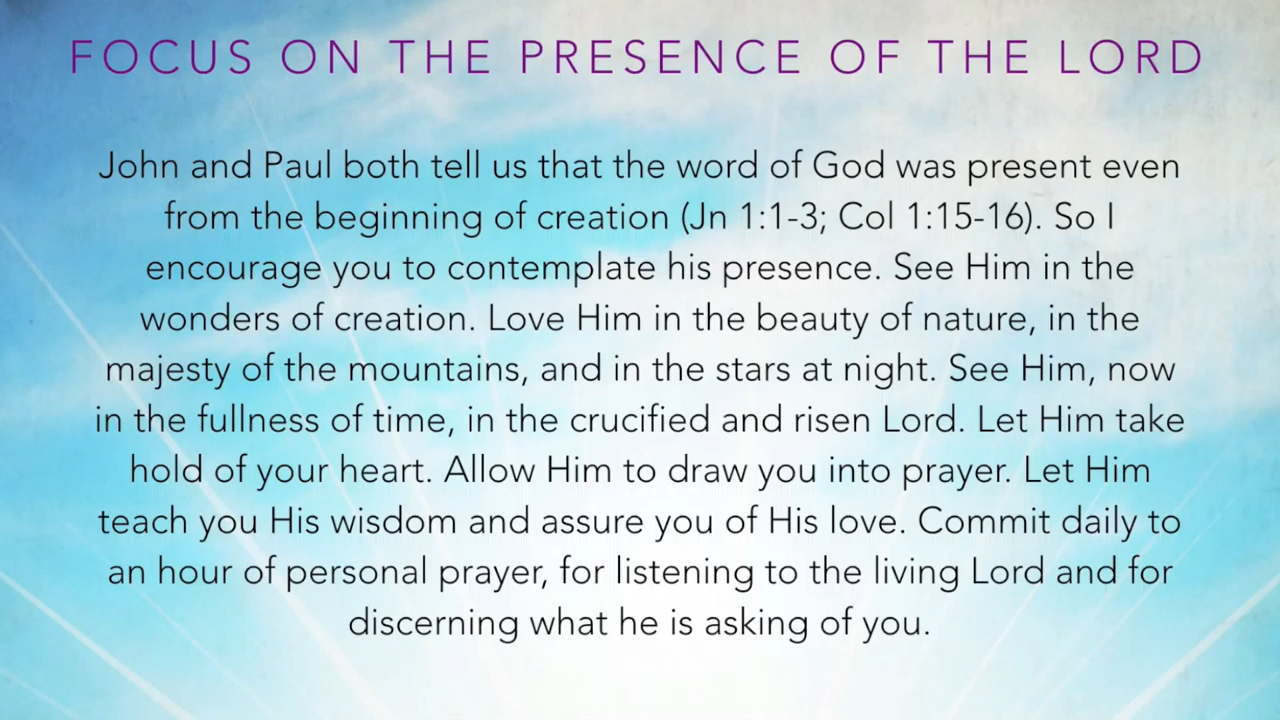 FOCUS ON THE PRESENCE OF THE LORD
John and Paul both tell us that the word of God was present even
from the beginning of creation (Jn 1:1-3; Col 1:15-16). So I
encourage you to contemplate his presence. See Him in the
wonders of creation. Love Him in the beauty of nature, in the
majesty of the mountains, and in the stars at night. See Him, now
in the fullness of time, in the crucified and risen Lord. Let Him take
hold of your heart. Allow Him to draw you into prayer. Let Him
teach you His wisdom and assure you of His love. Commit daily to
an hour of personal prayer, for listening to the living Lord and for
discerning what he is asking of you.